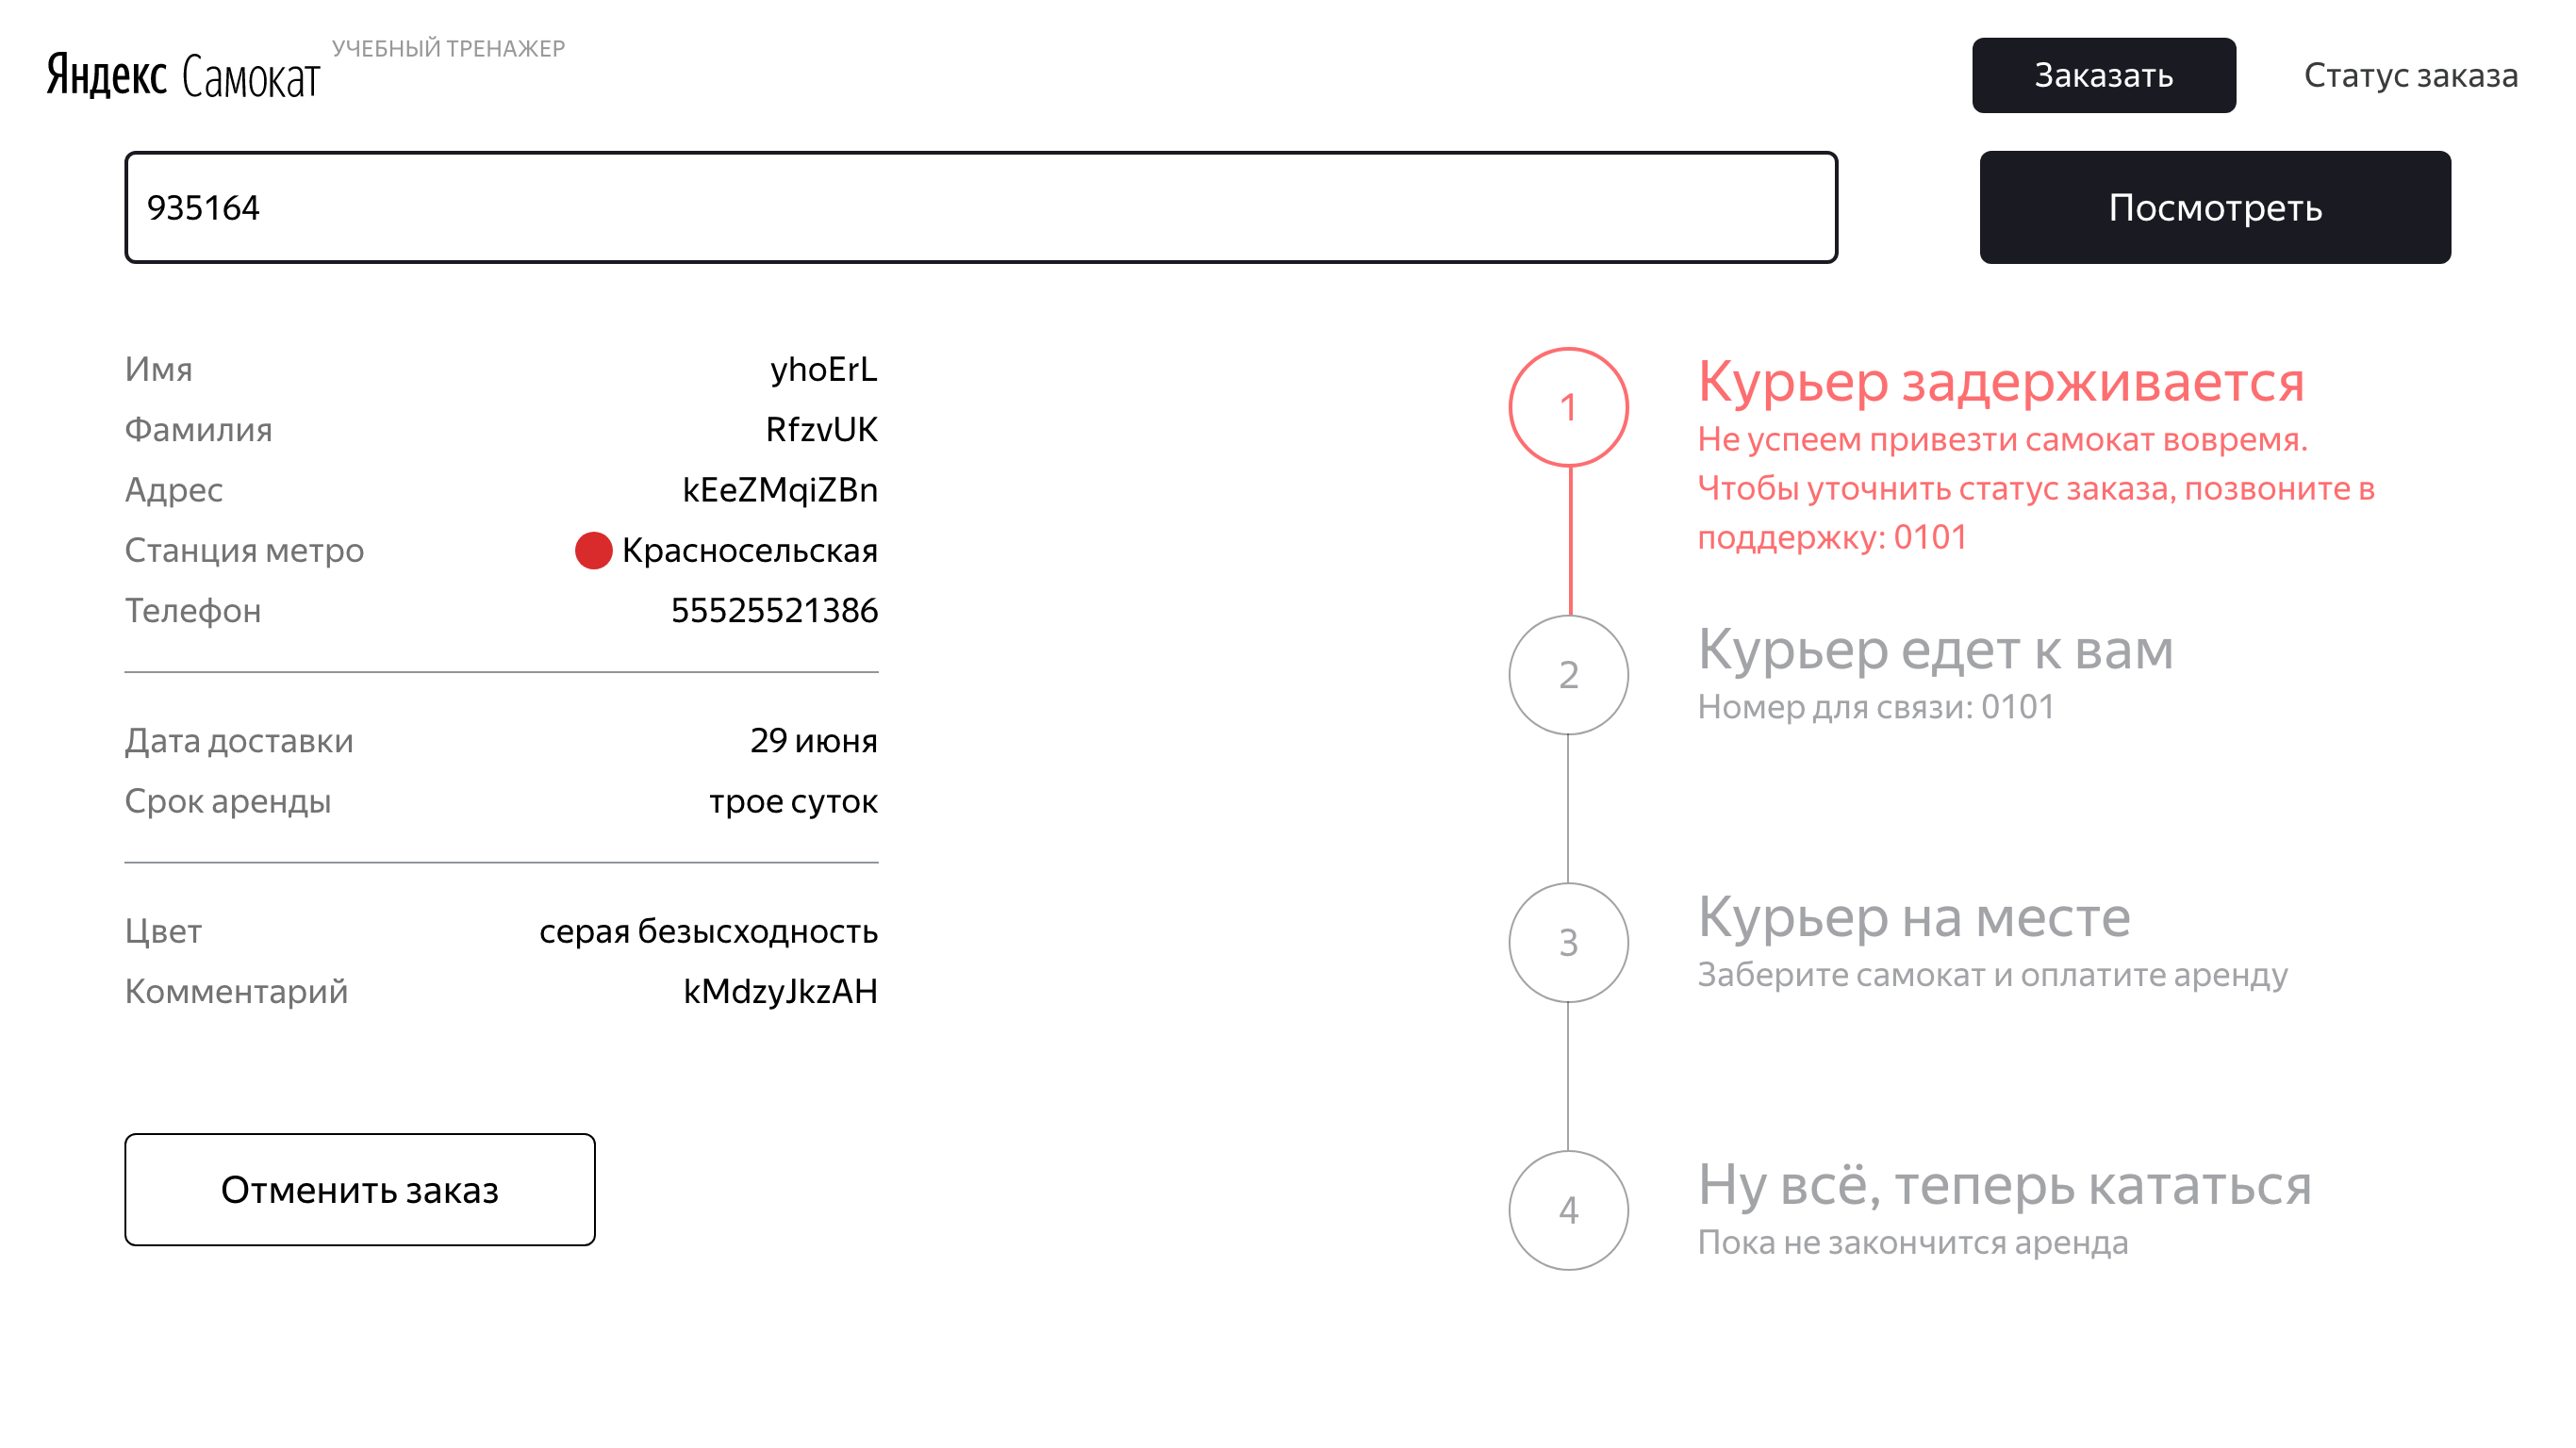 Яндекс Самокат
УЧЕБНЫЙ ТРЕНАЖЕР
Заказать
Статус заказа
935164
Посмотреть
Имя yhoErL
Фамилия RfzvUK
Адрес kEeZMqiZBn
Станция метро Красносельская
Телефон 55525521386
Дата доставки 29 июня
Срок аренды трое суток
Цвет серая безысходность
Комментарий kMdzyJkzAH
Отменить заказ
1
Курьер задерживается
Не успеем привезти самокат вовремя.
Чтобы уточнить статус заказа, позвоните в
поддержку: 0101
2
Курьер едет к вам
Номер для связи: 0101
3
Курьер на месте
Заберите самокат и оплатите аренду
4
Ну всё, теперь кататься
Пока не закончится аренда